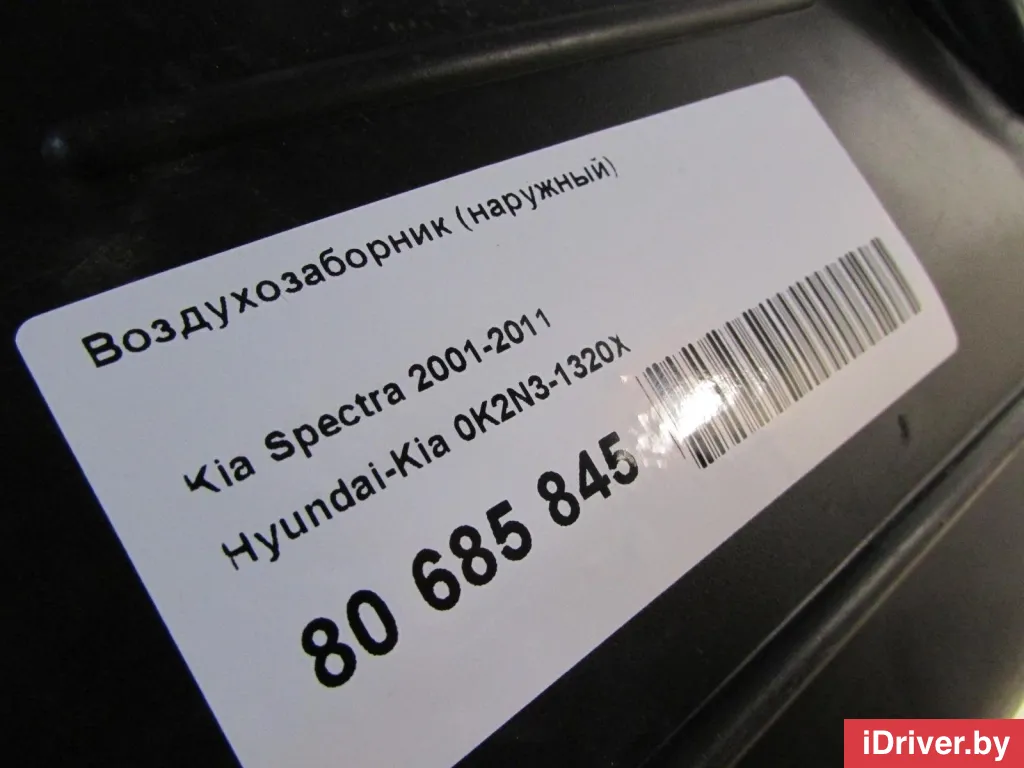 Воздухозаборник (наружный)
Kia Spectra 2001-2011
Hyundai-Kia 0K2N3-1320X
80 685 845
iDriver.by